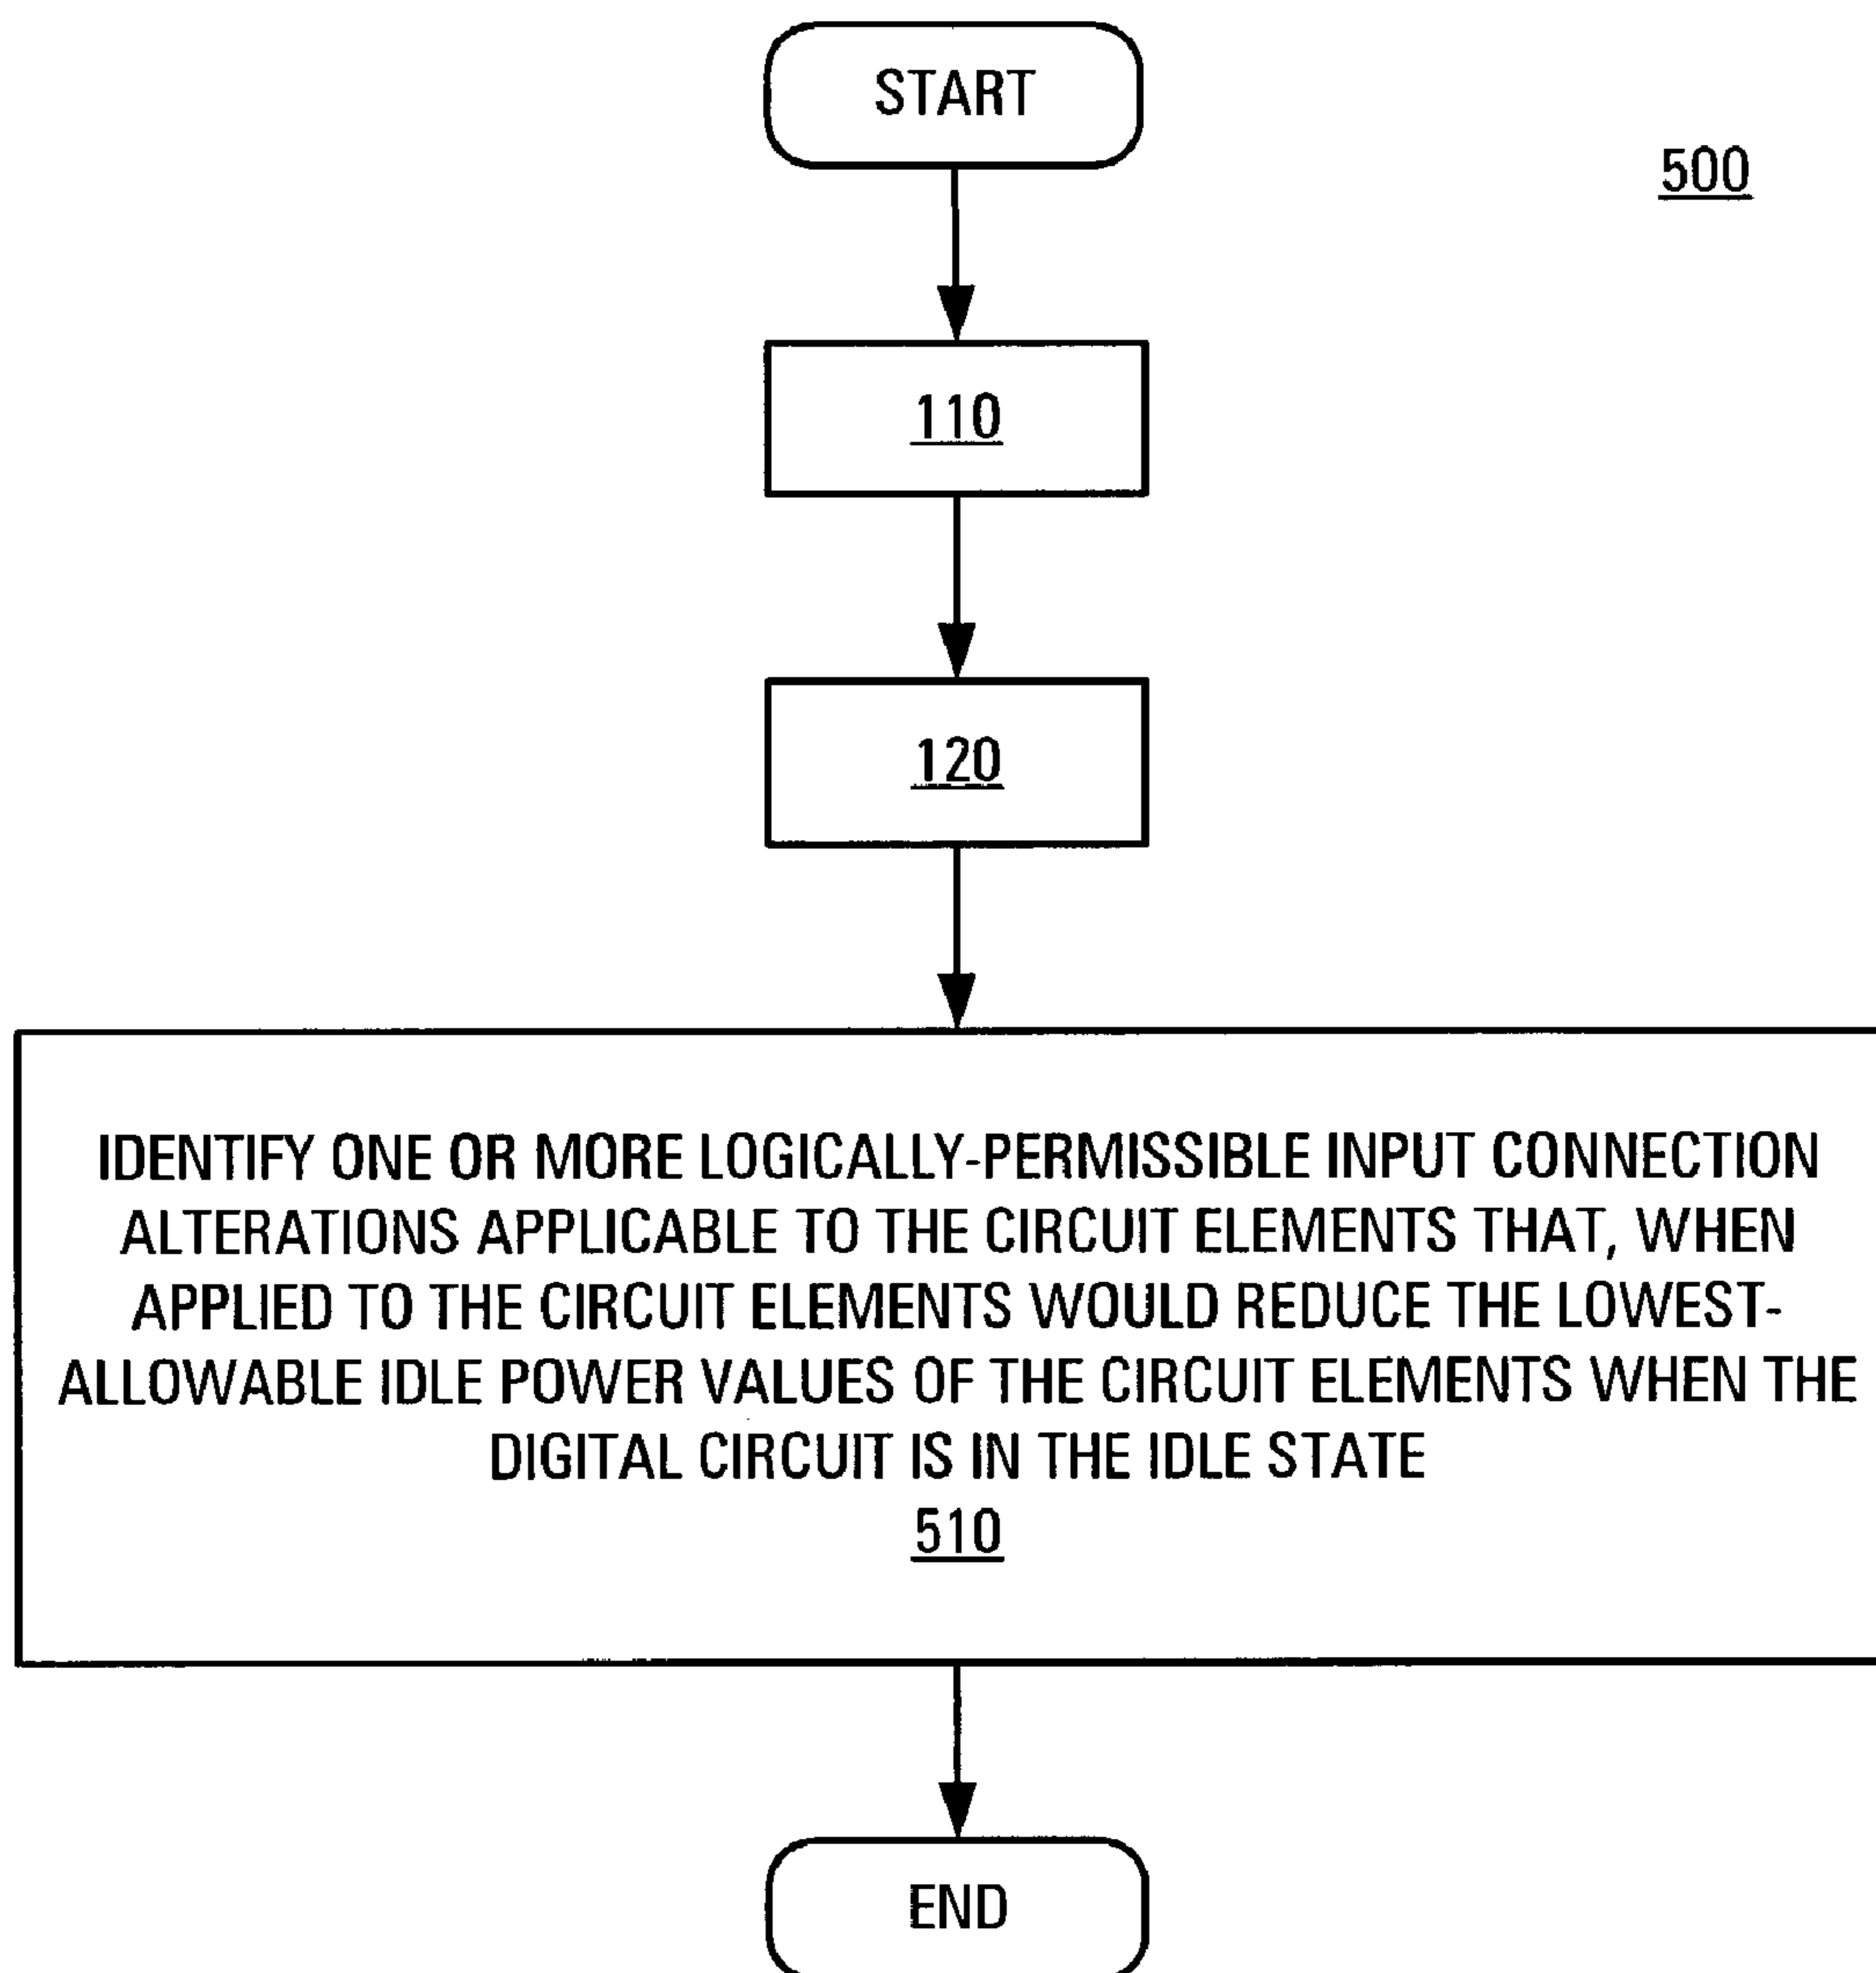 START
500
110
120
IDENTIFY ONE OR MORE LOGICALLY-PERMISSIBLE INPUT CONNECTION
ALTERATIONS APPLICABLE TO THE CIRCUIT ELEMENTS THAT, WHEN
APPLIED TO THE CIRCUIT ELEMENTS WOULD REDUCE THE LOWEST-
ALLOWABLE IDLE POWER VALUES OF THE CIRCUIT ELEMENTS WHEN THE
DIGITAL CIRCUIT IS IN THE IDLE STATE
510
END